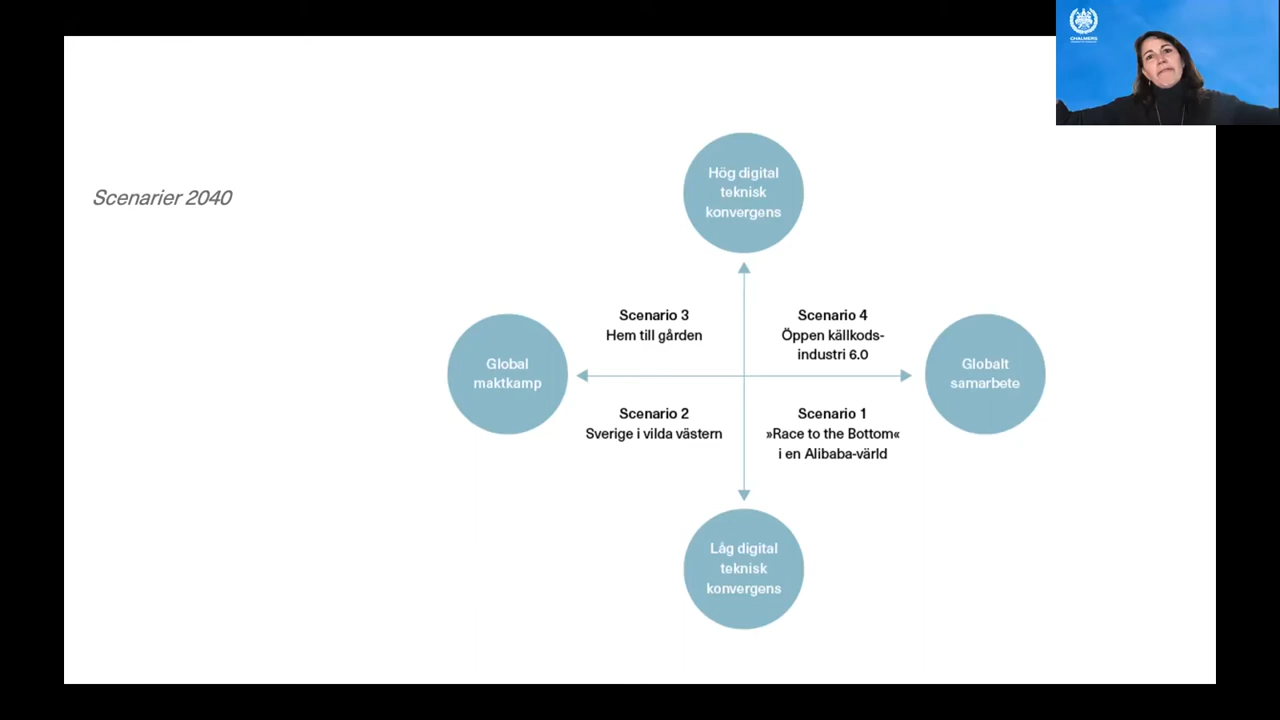 CHALMERS
Scenarier 2040
Hög digital
teknisk
konvergens
Scenario 3
Hem till gården
Scenario 4
Öppen källkods-
industri 6.0
Global
maktkamp
Globalt
samarbete
Scenario 2
Sverige i vilda västern
Scenario 1
»Race to the Bottom«
i en Alibaba-värld
Låg digital
teknisk
konvergens